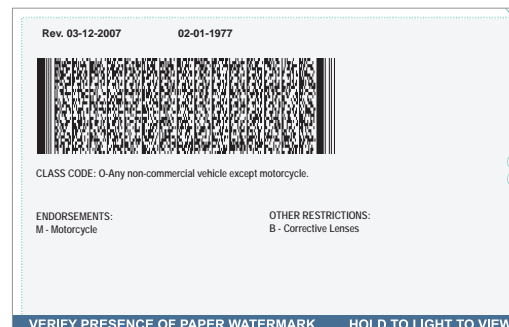 Rev. 03-12-2007 02-01-1977
CLASS CODE: O-Any non-commercial vehicle except motorcycle.
ENDORSEMENTS: OTHER RESTRICTIONS:
M - Motorcycle B - Corrective Lenses
VERIFY PRESENCE OF PAPER WATERMARK HOLD TO LIGHT TO VIEW